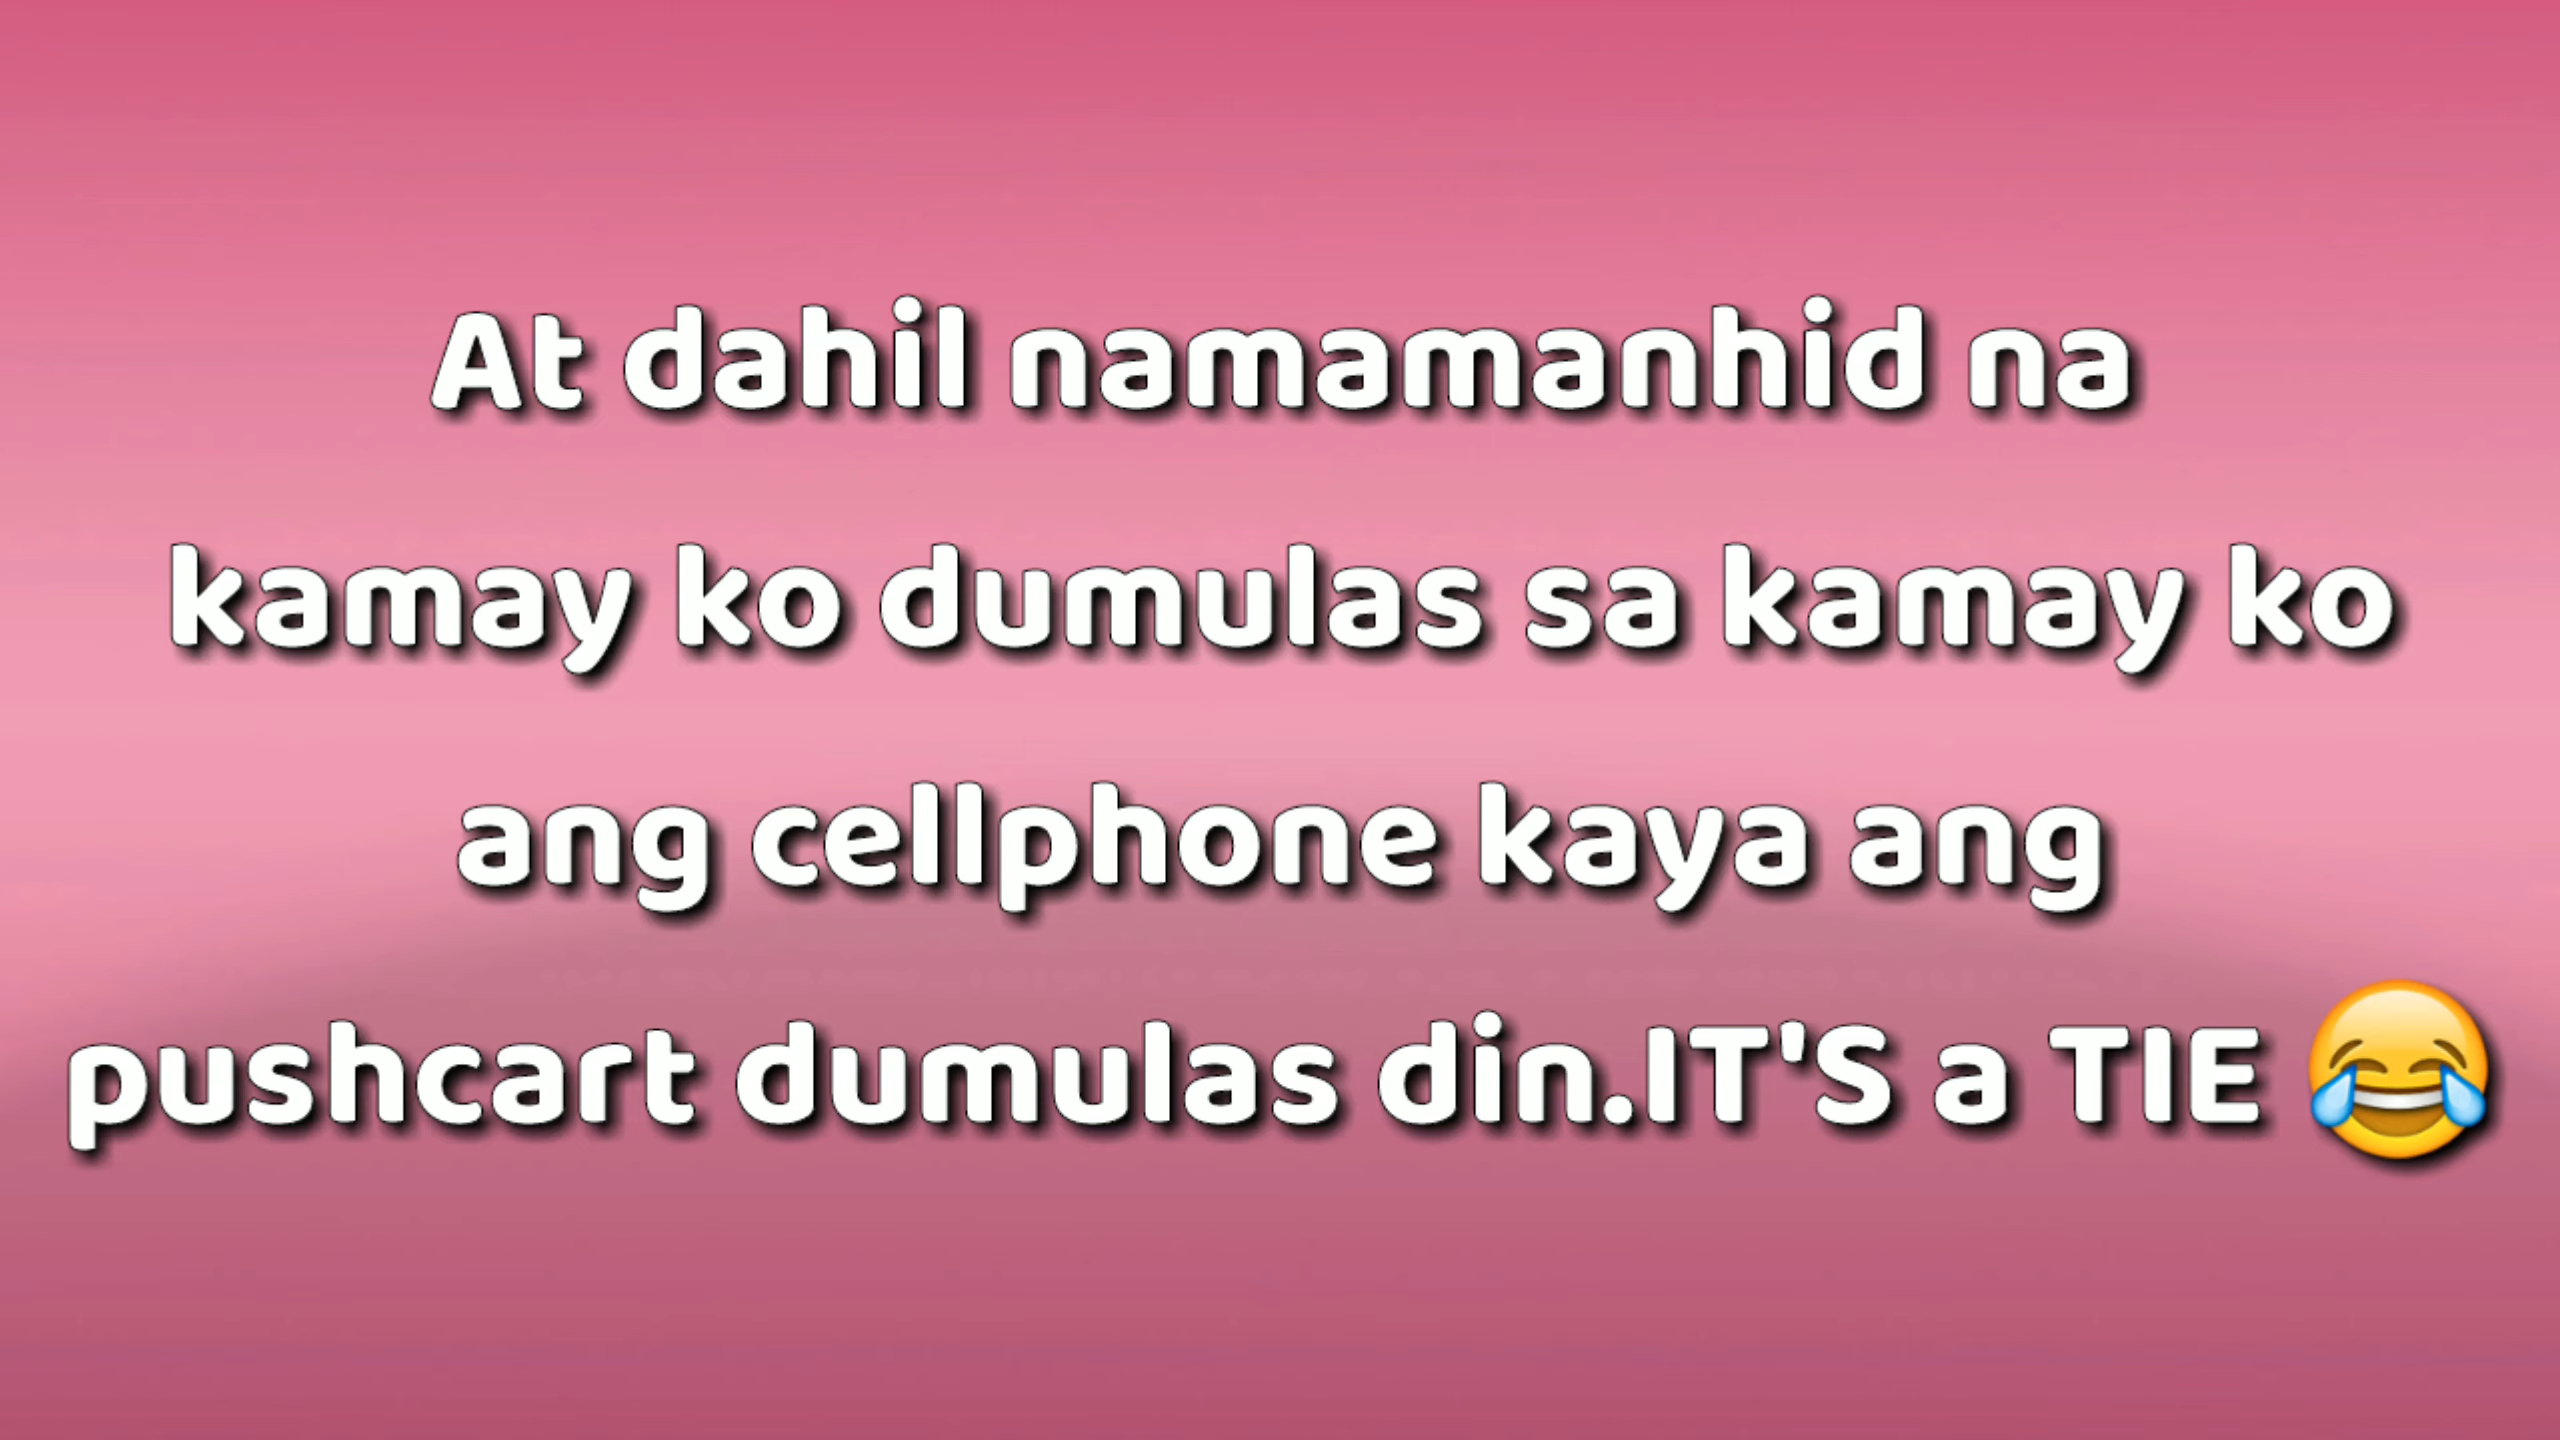 At dahil namamanhid na
kamay ko dumulas sa kamay ko
ang cellphone kaya ang
pushcart dumulas din.IT'S a TIE 😂